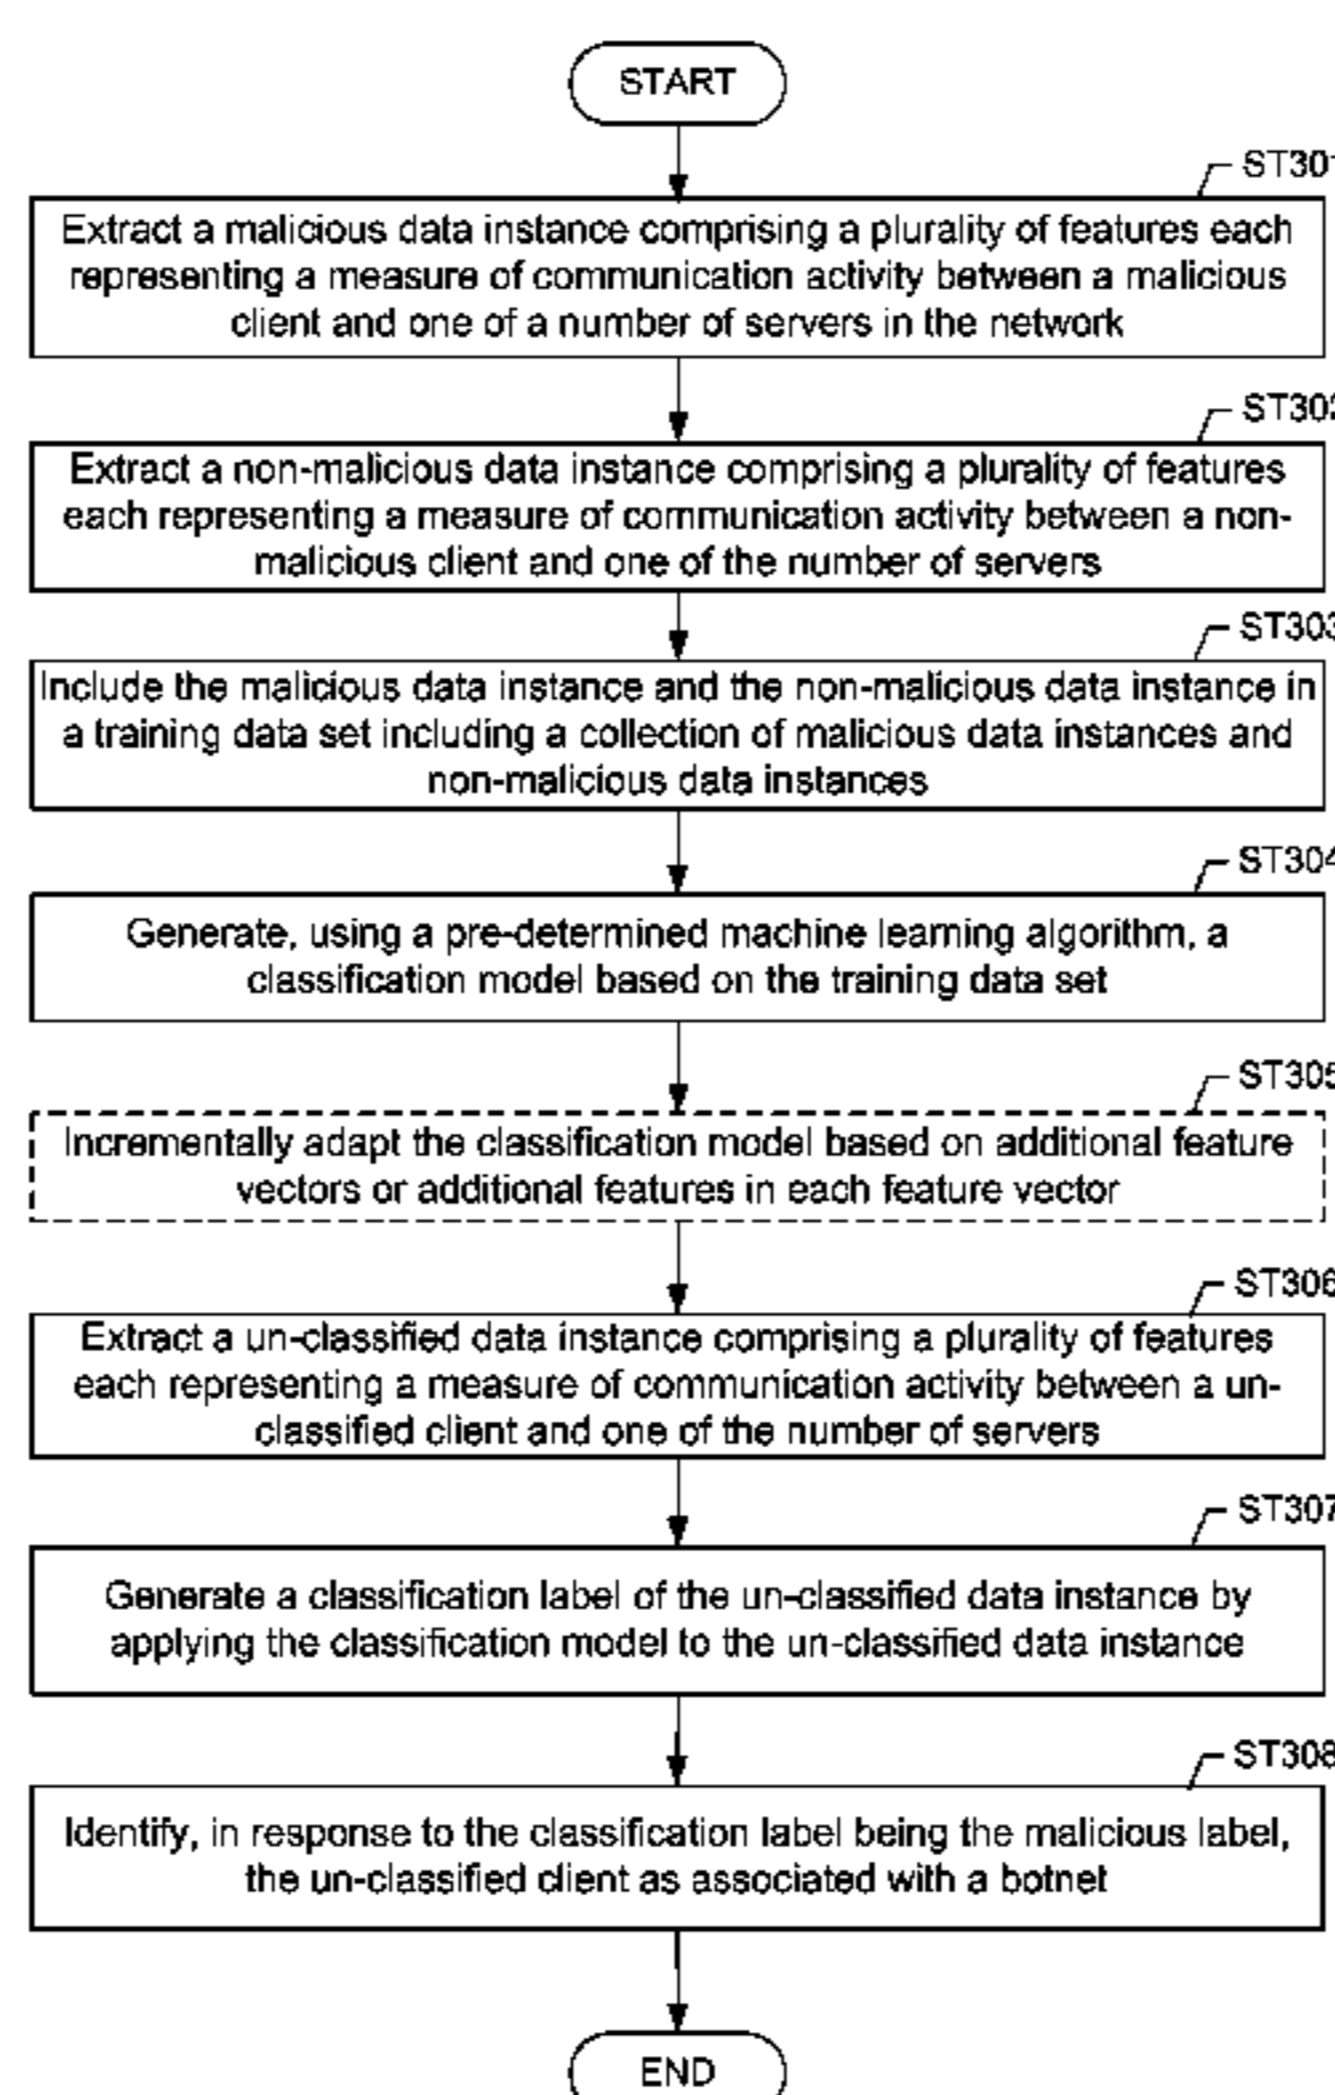 START
ST301
Extract a malicious data instance comprising a plurality of features each
representing a measure of communication activity between a malicious
client and one of a number of servers in the network
ST302
Extract a non-malicious data instance comprising a plurality of features
each representing a measure of communication activity between a non-
malicious client and one of the number of servers
ST303
Include the malicious data instance and the non-malicious data instance in
a training data set including a collection of malicious data instances and
non-malicious data instances
ST304
Generate, using a pre-determined machine learning algorithm, a
classification model based on the training data set
ST305
Incrementally adapt the classification model based on additional feature
vectors or additional features in each feature vector
ST306
Extract a un-classified data instance comprising a plurality of features
each representing a measure of communication activity between a un-
classified client and one of the number of servers
ST307
Generate a classification label of the un-classified data instance by
applying the classification model to the un-classified data instance
ST308
Identify, in response to the classification label being the malicious label,
the un-classified client as associated with a botnet
END